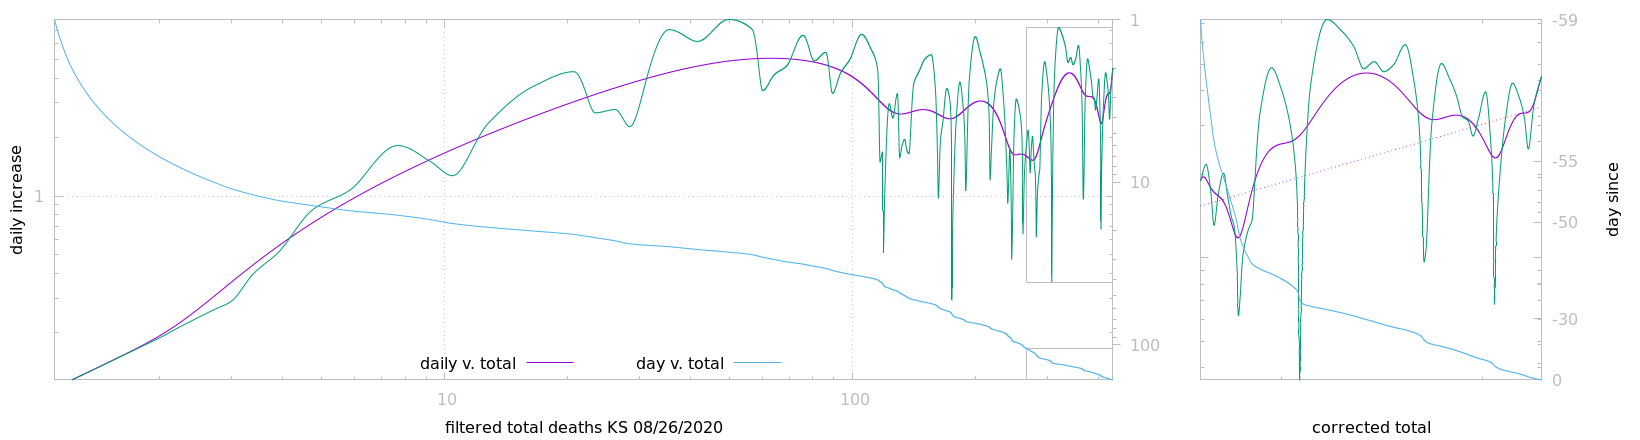 daily increase
1
1
10
100
daily v. total
day v. total
10
100
filtered total deaths KS 08/26/2020
-59
-55
-50
-30
0
day since
corrected total